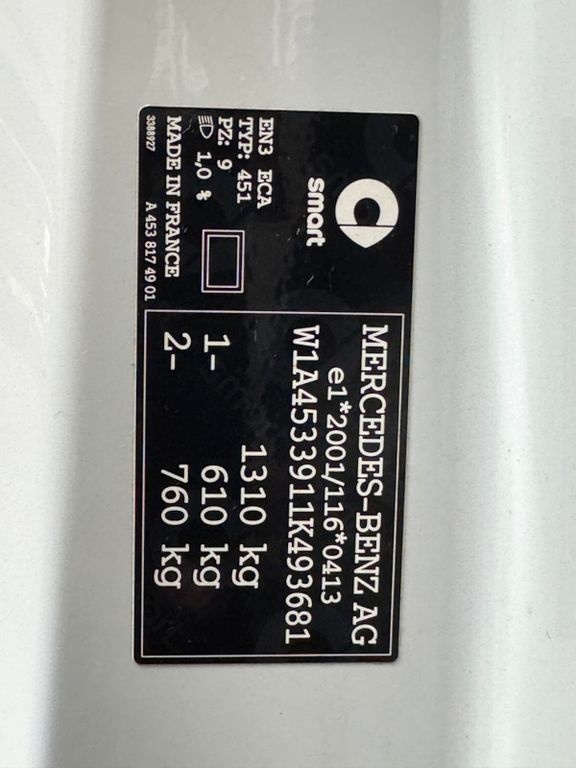 smart
EN3 ECA
TYP: 451
PZ: 9
1,0 %
MADE IN FRANCE
3388927
A 453 817 49 01
MERCEDES-BENZ AG
e1*2001/116*0413
W1A4533911K493681
1310 kg
1- 610 kg
2- 760 kg